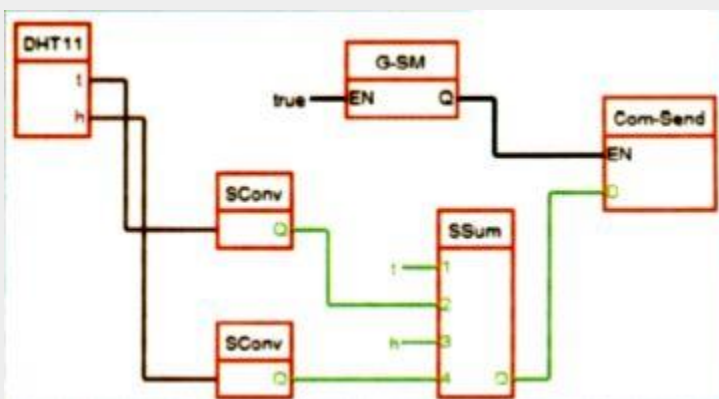 DHT11
t
h
G-SM
true EN Q
Com-Send
EN
Q
SConv
Q
SSum
t 1
2
h 3
4 Q
SConv
Q